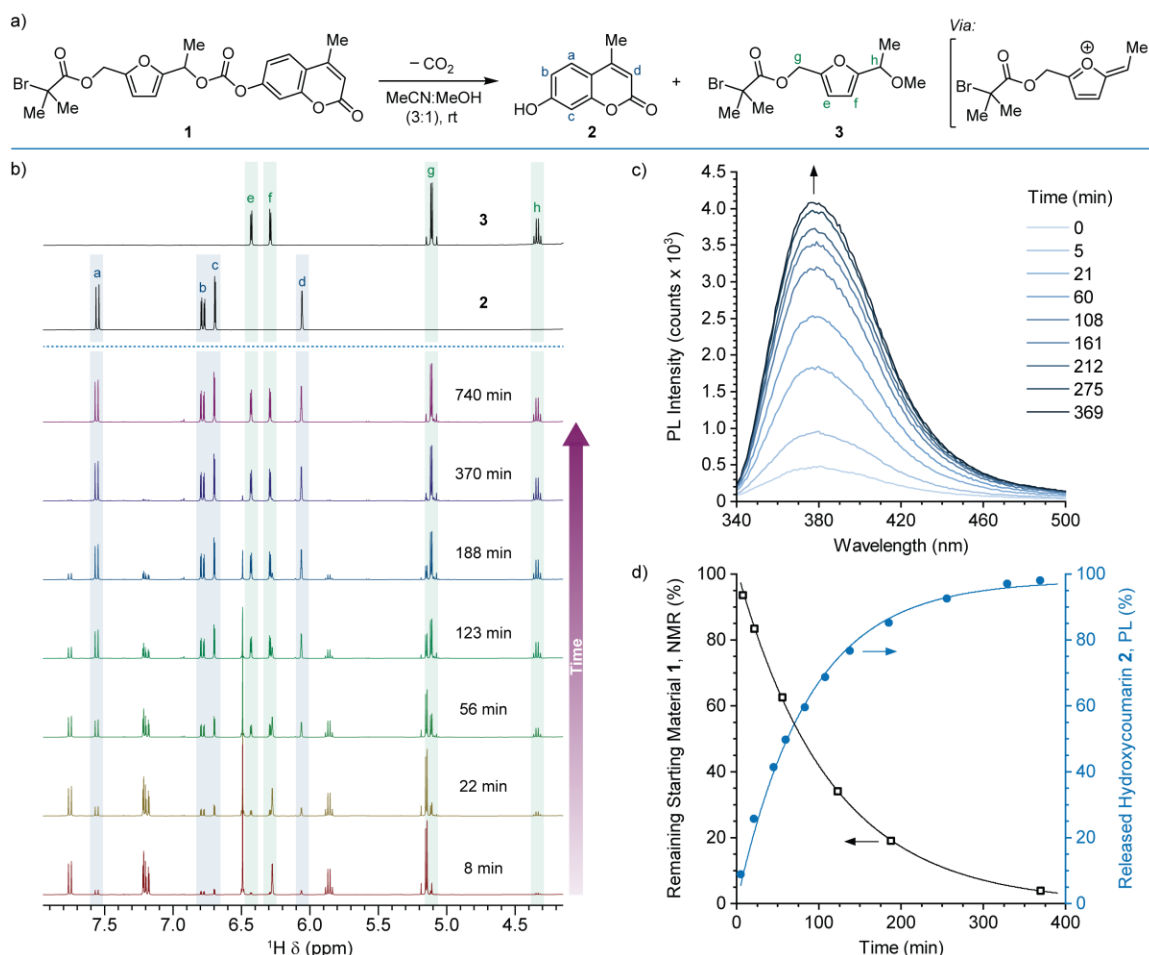 a)
Via:
Me
O
O
Br
O
Me
Me
O
O
O
O
Me
O
O
1
– CO2
MeCN:MeOH
(3:1), rt
Me
a
b
d
HO
O
O
c
2
+
g
Me
h
O
O
OMe
Br
O
Me
Me
e
f
3
Me
O
⊕
O
O
Br
Me
Me
b)
e
f
g
h
3
a
b
c
d
2
740 min
370 min
188 min
123 min
56 min
22 min
8 min
Time
7.5
7.0
6.5
6.0
5.5
5.0
4.5
1H δ (ppm)
c)
PL Intensity (counts x 10³)
4.5
4.0
3.5
3.0
2.5
2.0
1.5
1.0
0.5
0
340
380
420
460
500
Wavelength (nm)
Time (min)
0
5
21
60
108
161
212
275
369
d)
Remaining Starting Material 1, NMR (%)
100
80
60
40
20
0
0
100
200
300
400
Time (min)
100
80
60
40
20
0
Released Hydroxycoumarin 2, PL (%)